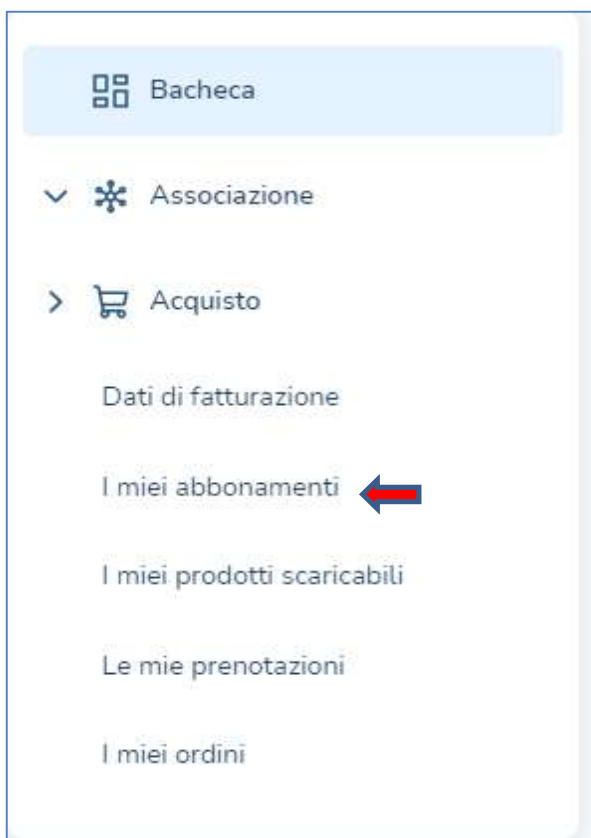 Bacheca
Associazione
Acquisto
Dati di fatturazione
I miei abbonamenti
I miei prodotti scaricabili
Le mie prenotazioni
I miei ordini